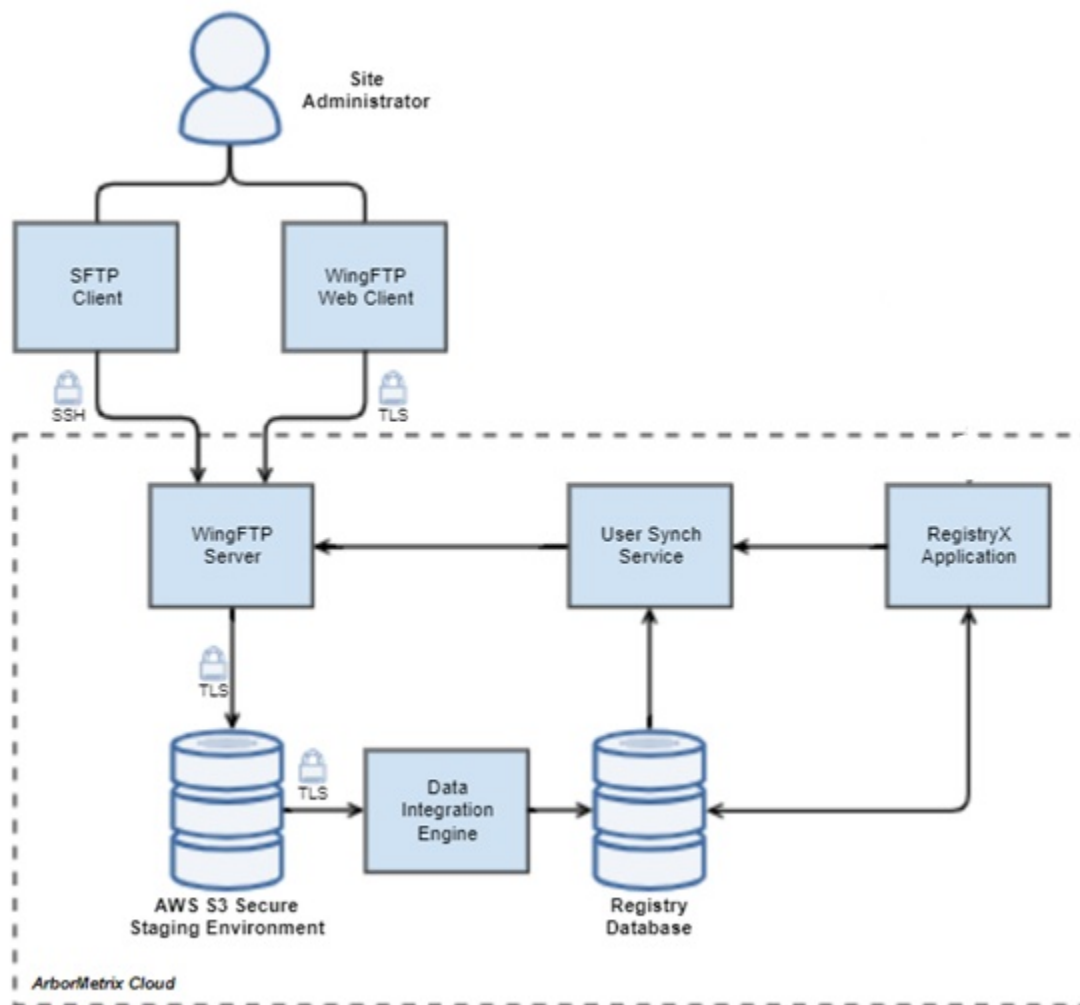 Site
Administrator
SFTP
Client
WingFTP
Web Client
SSH
TLS
WingFTP
Server
User Synch
Service
RegistryX
Application
TLS
TLS
Data
Integration
Engine
AWS S3 Secure
Staging Environment
Registry
Database
ArborMetrix Cloud